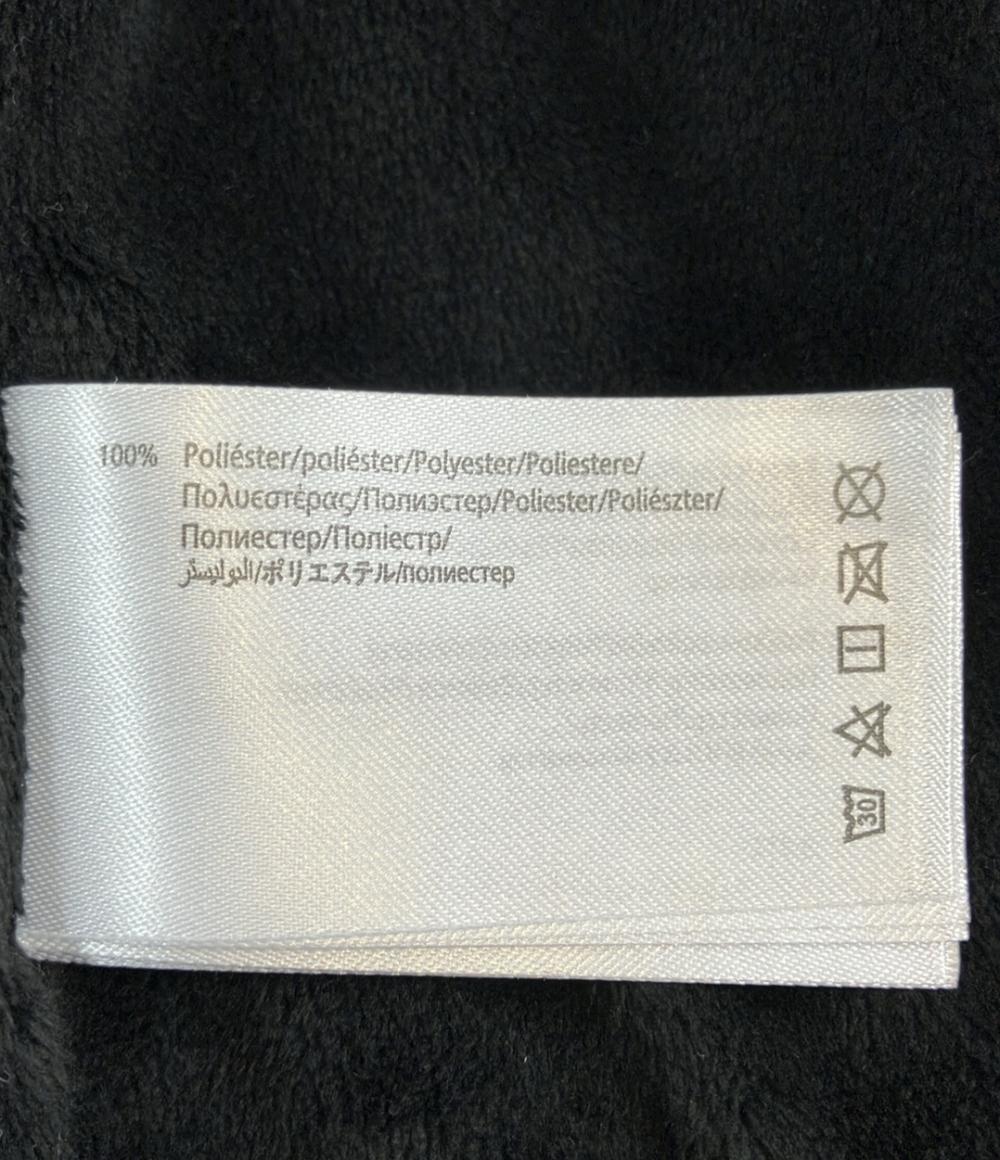 100% Poliéster/poliéster/Polyester/Poliestere/
Πολυεστέρας/Полиэстер/Poliester/Poliészter/
Полиестер/Поліестр/
البوليستر/ポリエステル/полиестер
30